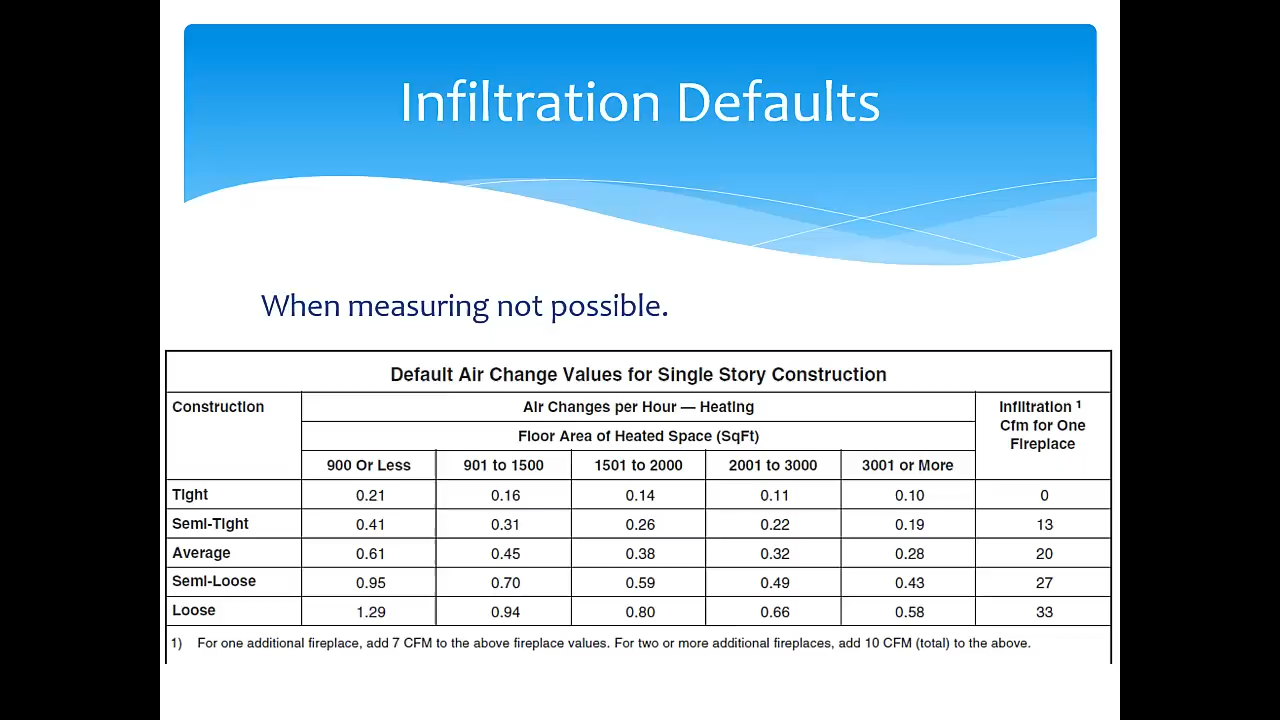 Infiltration Defaults
When measuring not possible.
Default Air Change Values for Single Story Construction
Construction
Air Changes per Hour — Heating
Infiltration 1
Cfm for One
Fireplace
Floor Area of Heated Space (SqFt)
900 Or Less 901 to 1500 1501 to 2000 2001 to 3000 3001 or More
Tight 0.21 0.16 0.14 0.11 0.10 0
Semi-Tight 0.41 0.31 0.26 0.22 0.19 13
Average 0.61 0.45 0.38 0.32 0.28 20
Semi-Loose 0.95 0.70 0.59 0.49 0.43 27
Loose 1.29 0.94 0.80 0.66 0.58 33
1) For one additional fireplace, add 7 CFM to the above fireplace values. For two or more additional fireplaces, add 10 CFM (total) to the above.